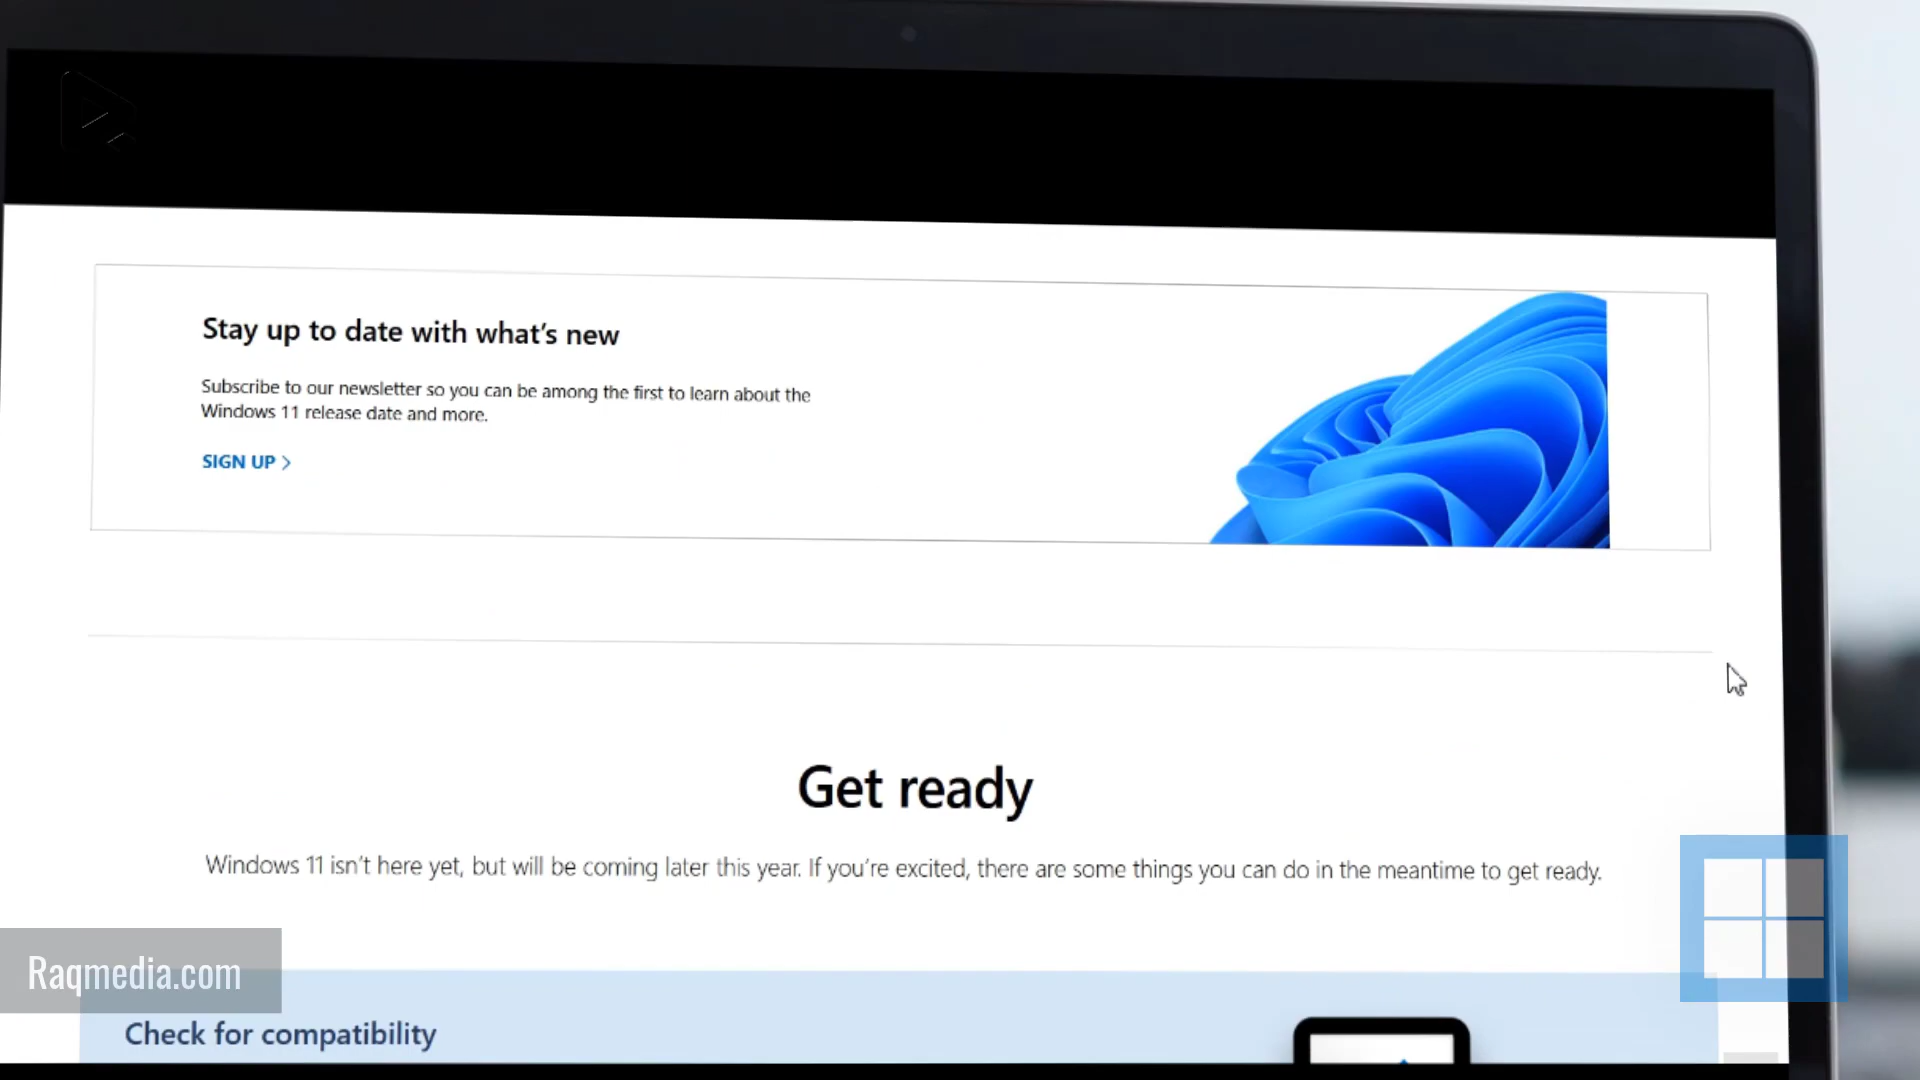 Stay up to date with what's new
Subscribe to our newsletter so you can be among the first to learn about the
Windows 11 release date and more.
SIGN UP >
Get ready
Windows 11 isn't here yet, but will be coming later this year. If you're excited, there are some things you can do in the meantime to get ready.
Raqmedia.com
Check for compatibility